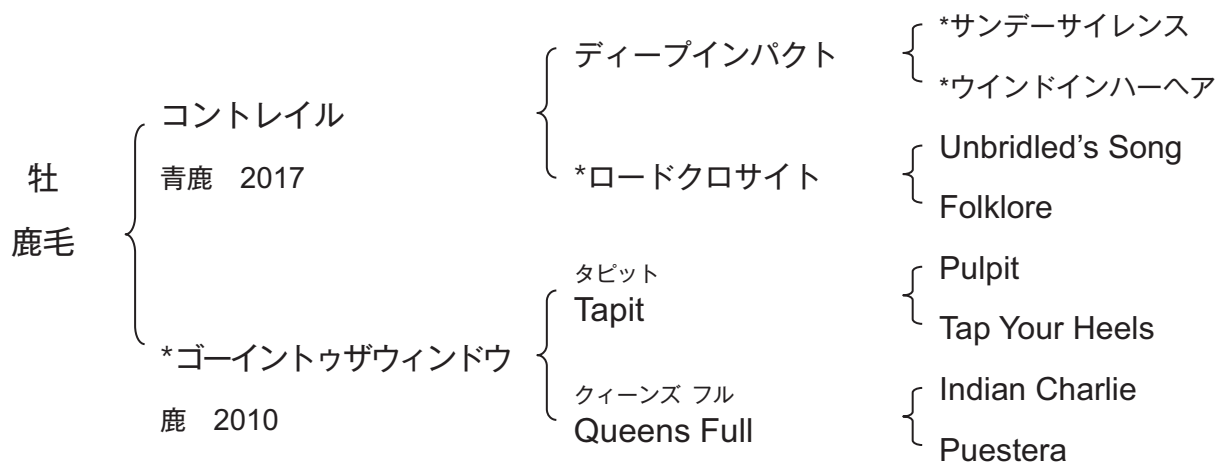 牡
鹿毛
コントレイル
青鹿　2017
*ゴーイントゥザウィンドウ
鹿　2010
ディープインパクト
*ロードクロサイト
タピット
Tapit
クィーンズ フル
Queens Full
*サンデーサイレンス
*ウインドインハーヘア
Unbridled’s Song
Folklore
Pulpit
Tap Your Heels
Indian Charlie
Puestera